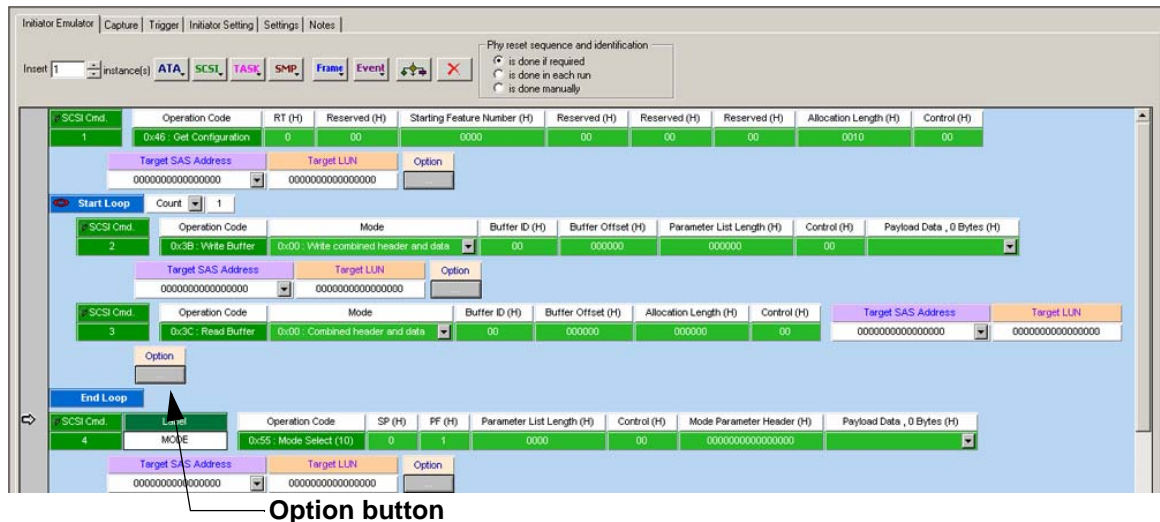 Initiator Emulator Capture Trigger Initiator Setting Settings Notes
Phy reset sequence and identification
Insert 1 instance(s) ATA SCSI TASK SMP Frame Event
is done if required
is done in each run
is done manually
SCSI Cmd. Operation Code RT (H) Reserved (H) Starting Feature Number (H) Reserved (H) Reserved (H) Reserved (H) Allocation Length (H) Control (H)
1 0x46 : Get Configuration 0 00 0000 00 00 00 0010 00
Target SAS Address Target LUN Option
0000000000000000 0000000000000000 ...
Start Loop Count 1
SCSI Cmd. Operation Code Mode Buffer ID (H) Buffer Offset (H) Parameter List Length (H) Control (H) Payload Data , 0 Bytes (H)
2 0x3B : Write Buffer 0x00 : Write combined header and data 00 000000 000000 00
Target SAS Address Target LUN Option
0000000000000000 0000000000000000 ...
SCSI Cmd. Operation Code Mode Buffer ID (H) Buffer Offset (H) Allocation Length (H) Control (H) Target SAS Address Target LUN
3 0x3C : Read Buffer 0x00 : Combined header and data 00 000000 000000 00 0000000000000000 0000000000000000
Option
...
End Loop
SCSI Cmd. Label Operation Code SP (H) PF (H) Parameter List Length (H) Control (H) Mode Parameter Header (H) Payload Data , 0 Bytes (H)
4 MODE 0x55 : Mode Select (10) 0 1 0000 00 0000000000000000
Target SAS Address Target LUN Option
0000000000000000 0000000000000000 ...
Option button